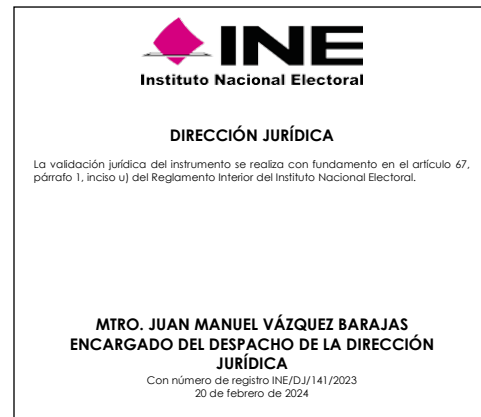 INE
Instituto Nacional Electoral
DIRECCIÓN JURÍDICA
La validación jurídica del instrumento se realiza con fundamento en el artículo 67,
párrafo 1, inciso u) del Reglamento Interior del Instituto Nacional Electoral.
MTRO. JUAN MANUEL VÁZQUEZ BARAJAS
ENCARGADO DEL DESPACHO DE LA DIRECCIÓN
JURÍDICA
Con número de registro INE/DJ/141/2023
20 de febrero de 2024